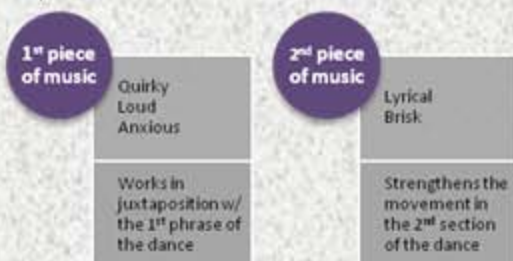 1st piece
of music
Quirky
Loud
Anxious
Works in
juxtaposition w/
the 1st phrase of
the dance
2nd piece
of music
Lyrical
Brisk
Strengthens the
movement in
the 2nd section
of the dance